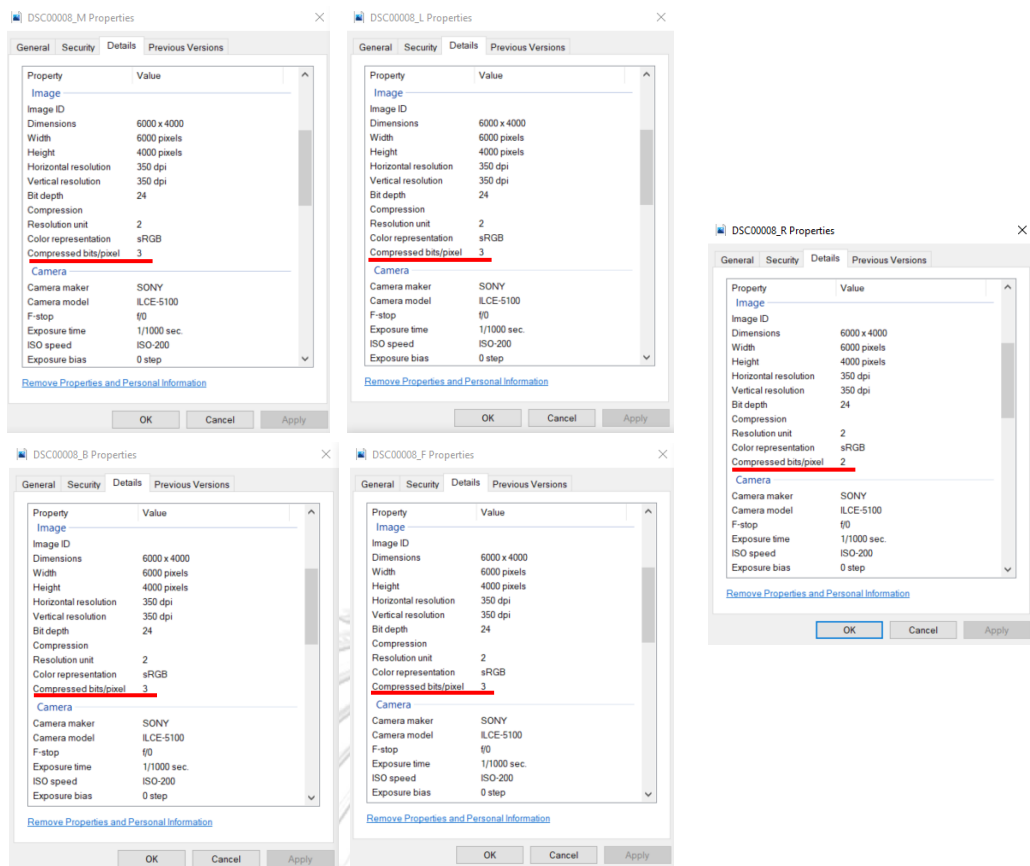 DSC00008_M Properties
General Security Details Previous Versions
Property Value
Image
Image ID
Dimensions 6000 x 4000
Width 6000 pixels
Height 4000 pixels
Horizontal resolution 350 dpi
Vertical resolution 350 dpi
Bit depth 24
Compression
Resolution unit 2
Color representation sRGB
Compressed bits/pixel 3
Camera
Camera maker SONY
Camera model ILCE-5100
F-stop f/0
Exposure time 1/1000 sec.
ISO speed ISO-200
Exposure bias 0 step
Remove Properties and Personal Information
OK Cancel Apply
DSC00008_L Properties
General Security Details Previous Versions
Property Value
Image
Image ID
Dimensions 6000 x 4000
Width 6000 pixels
Height 4000 pixels
Horizontal resolution 350 dpi
Vertical resolution 350 dpi
Bit depth 24
Compression
Resolution unit 2
Color representation sRGB
Compressed bits/pixel 3
Camera
Camera maker SONY
Camera model ILCE-5100
F-stop f/0
Exposure time 1/1000 sec.
ISO speed ISO-200
Exposure bias 0 step
Remove Properties and Personal Information
OK Cancel Apply
DSC00008_R Properties
General Security Details Previous Versions
Property Value
Image
Image ID
Dimensions 6000 x 4000
Width 6000 pixels
Height 4000 pixels
Horizontal resolution 350 dpi
Vertical resolution 350 dpi
Bit depth 24
Compression
Resolution unit 2
Color representation sRGB
Compressed bits/pixel 2
Camera
Camera maker SONY
Camera model ILCE-5100
F-stop f/0
Exposure time 1/1000 sec.
ISO speed ISO-200
Exposure bias 0 step
Remove Properties and Personal Information
OK Cancel Apply
DSC00008_B Properties
General Security Details Previous Versions
Property Value
Image
Image ID
Dimensions 6000 x 4000
Width 6000 pixels
Height 4000 pixels
Horizontal resolution 350 dpi
Vertical resolution 350 dpi
Bit depth 24
Compression
Resolution unit 2
Color representation sRGB
Compressed bits/pixel 3
Camera
Camera maker SONY
Camera model ILCE-5100
F-stop f/0
Exposure time 1/1000 sec.
ISO speed ISO-200
Exposure bias 0 step
Remove Properties and Personal Information
OK Cancel Apply
DSC00008_F Properties
General Security Details Previous Versions
Property Value
Image
Image ID
Dimensions 6000 x 4000
Width 6000 pixels
Height 4000 pixels
Horizontal resolution 350 dpi
Vertical resolution 350 dpi
Bit depth 24
Compression
Resolution unit 2
Color representation sRGB
Compressed bits/pixel 3
Camera
Camera maker SONY
Camera model ILCE-5100
F-stop f/0
Exposure time 1/1000 sec.
ISO speed ISO-200
Exposure bias 0 step
Remove Properties and Personal Information
OK Cancel Apply